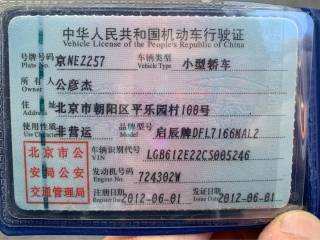 中华人民共和国机动车行驶证
Vehicle License of the People's Republic of China
号牌号码 京NEZZ57 车辆类型 小型轿车
Plate No. Vehicle Type
所有人 公彦杰
Owner
住址 北京市朝阳区平乐园村100号
Address
使用性质 非营运 品牌型号 启辰牌DFL7166MAL2
Use Character Model
北京市公 车辆识别代号 LGB612E22CS005246
VIN
安局公安 发动机号码 724302W
Engine No.
交通管理局 注册日期 2012-06-01 发证日期 2012-06-01
Register Date Issue Date